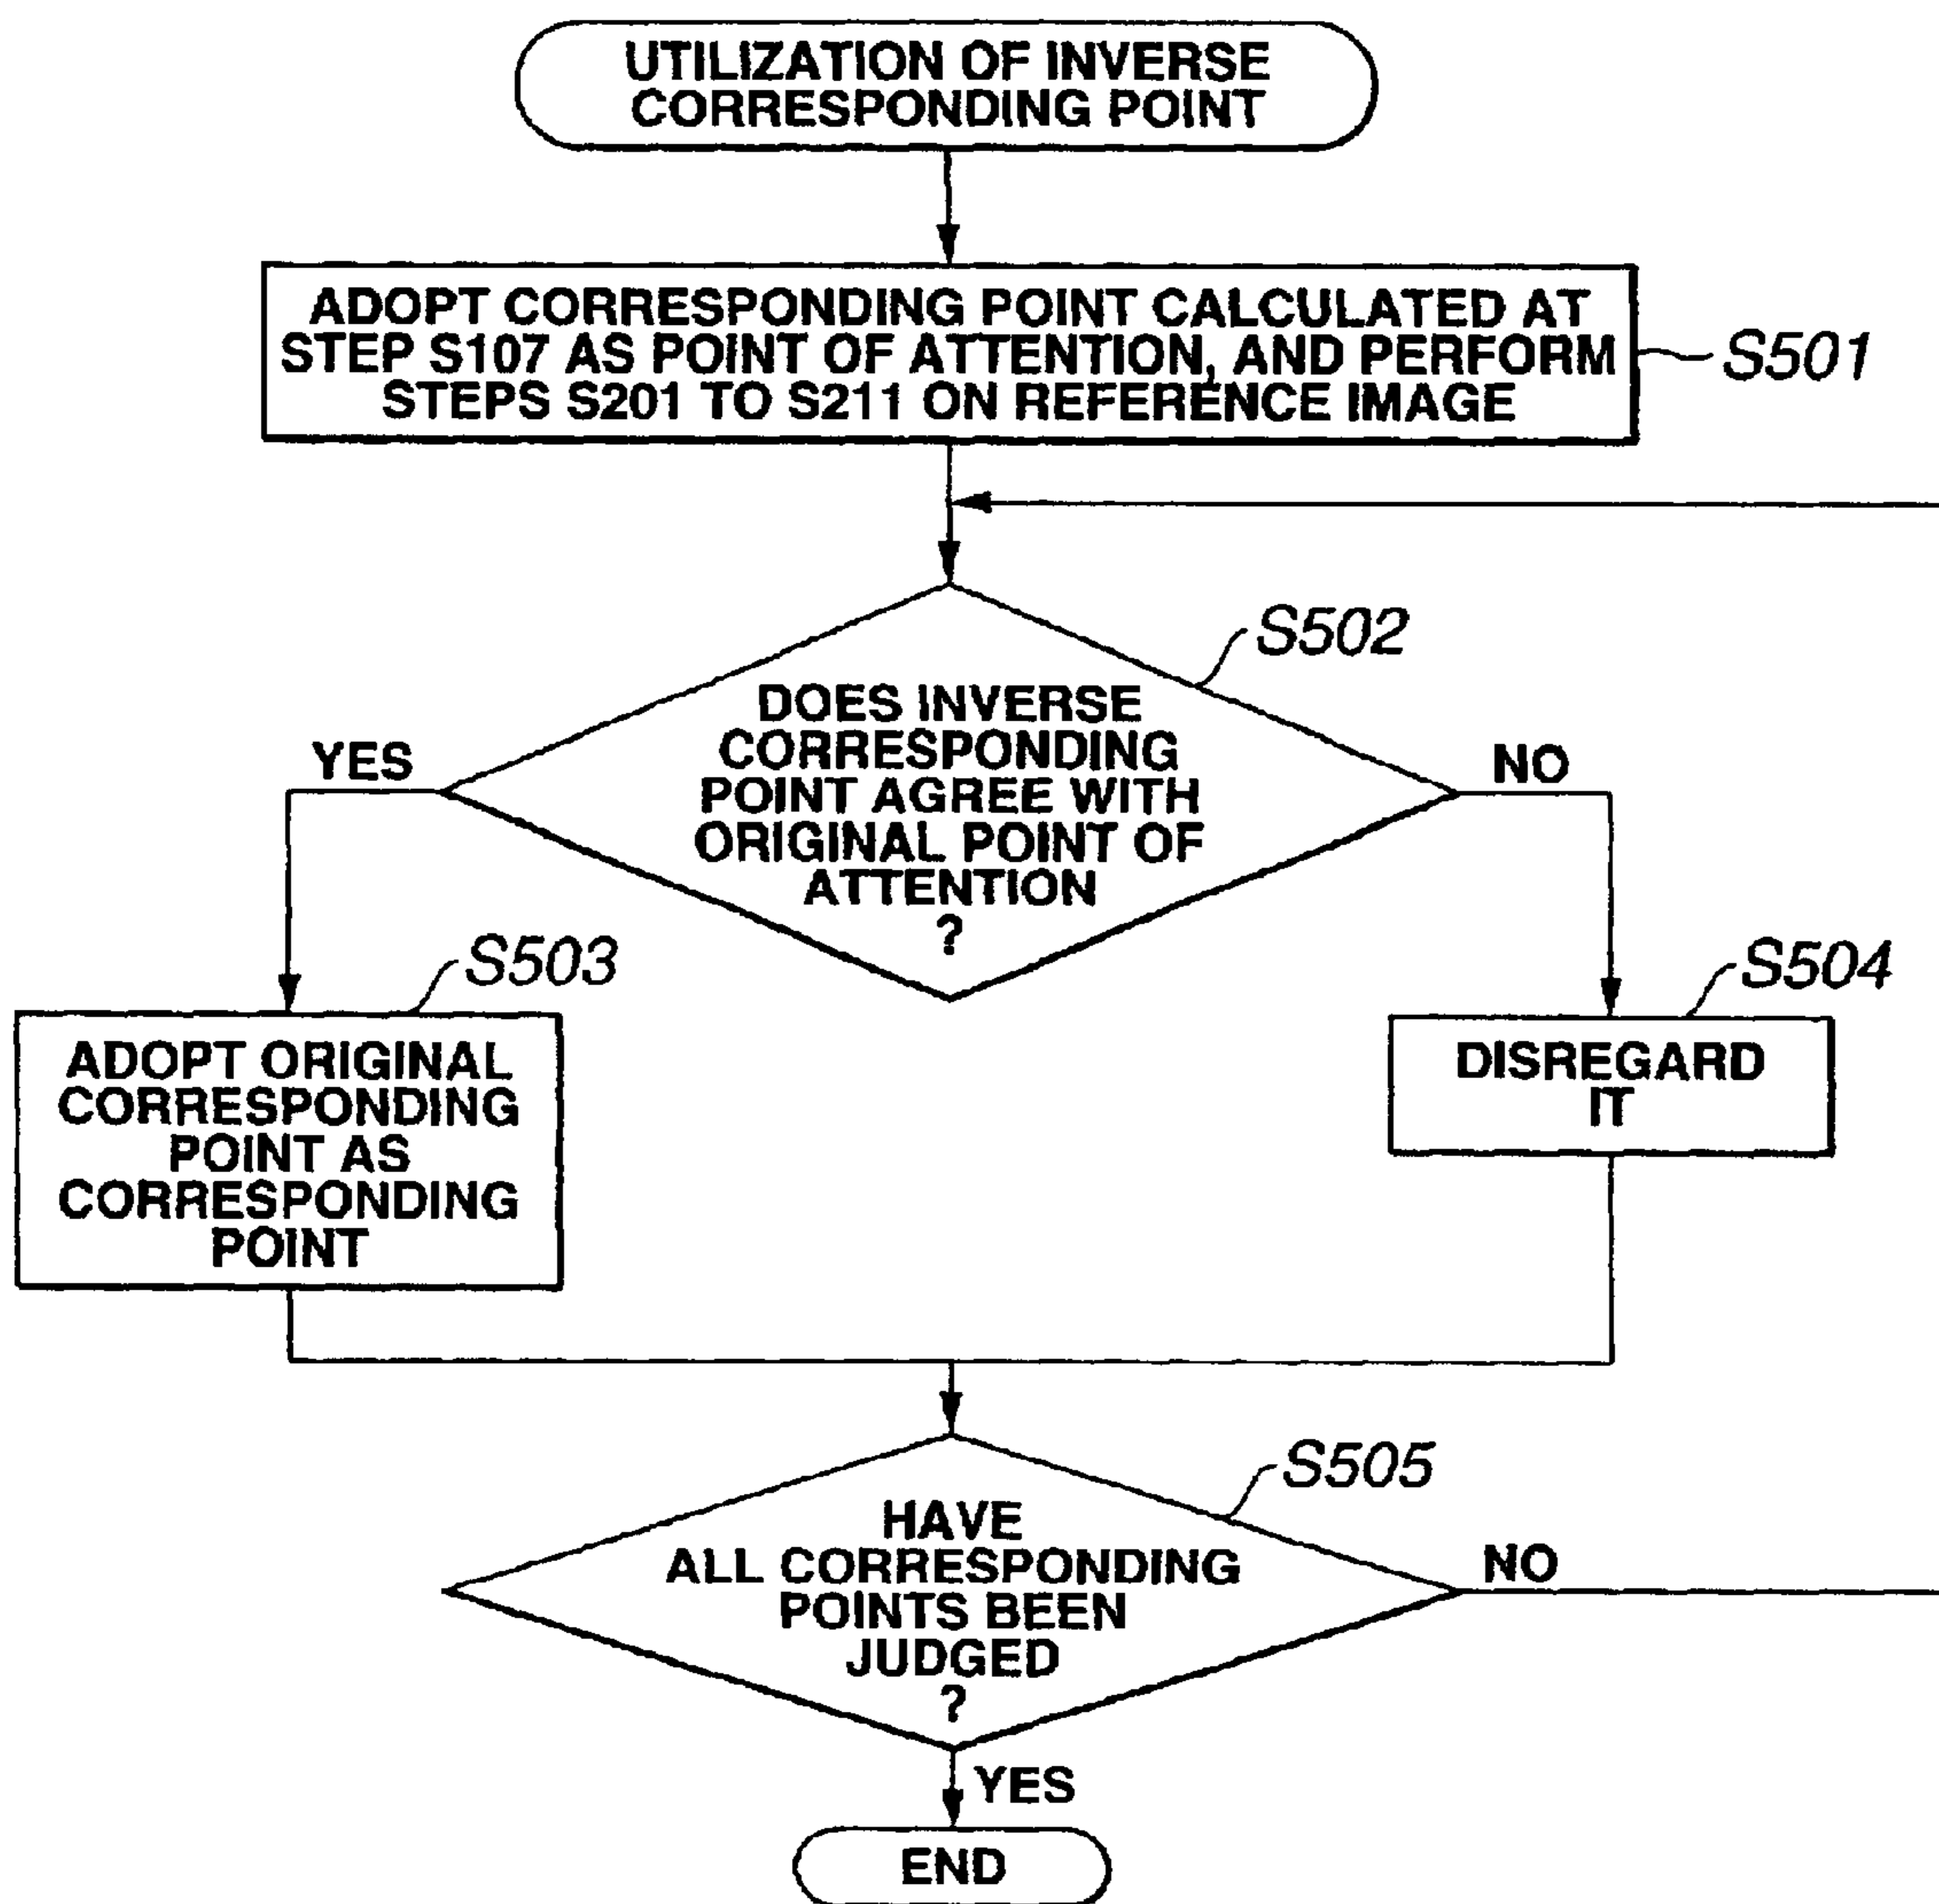 UTILIZATION OF INVERSE
CORRESPONDING POINT
ADOPT CORRESPONDING POINT CALCULATED AT
STEP S107 AS POINT OF ATTENTION, AND PERFORM
STEPS S201 TO S211 ON REFERENCE IMAGE
S501
S502
DOES INVERSE
CORRESPONDING
POINT AGREE WITH
ORIGINAL POINT OF
ATTENTION
?
YES
NO
S503
ADOPT ORIGINAL
CORRESPONDING
POINT AS
CORRESPONDING
POINT
S504
DISREGARD
IT
S505
HAVE
ALL CORRESPONDING
POINTS BEEN
JUDGED
?
NO
YES
END